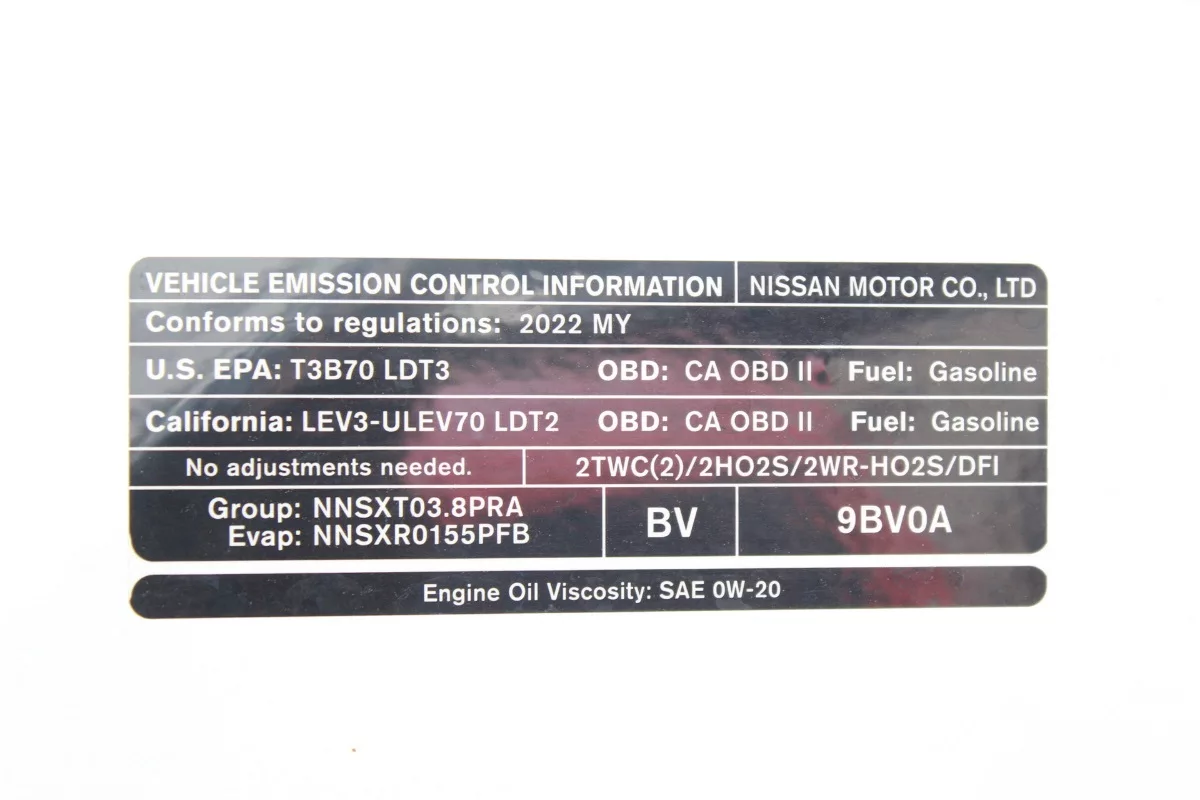 VEHICLE EMISSION CONTROL INFORMATION NISSAN MOTOR CO., LTD
Conforms to regulations: 2022 MY
U.S. EPA: T3B70 LDT3 OBD: CA OBD II Fuel: Gasoline
California: LEV3-ULEV70 LDT2 OBD: CA OBD II Fuel: Gasoline
No adjustments needed. 2TWC(2)/2HO2S/2WR-HO2S/DFI
Group: NNSXT03.8PRA
Evap: NNSXR0155PFB
BV 9BV0A
Engine Oil Viscosity: SAE 0W-20